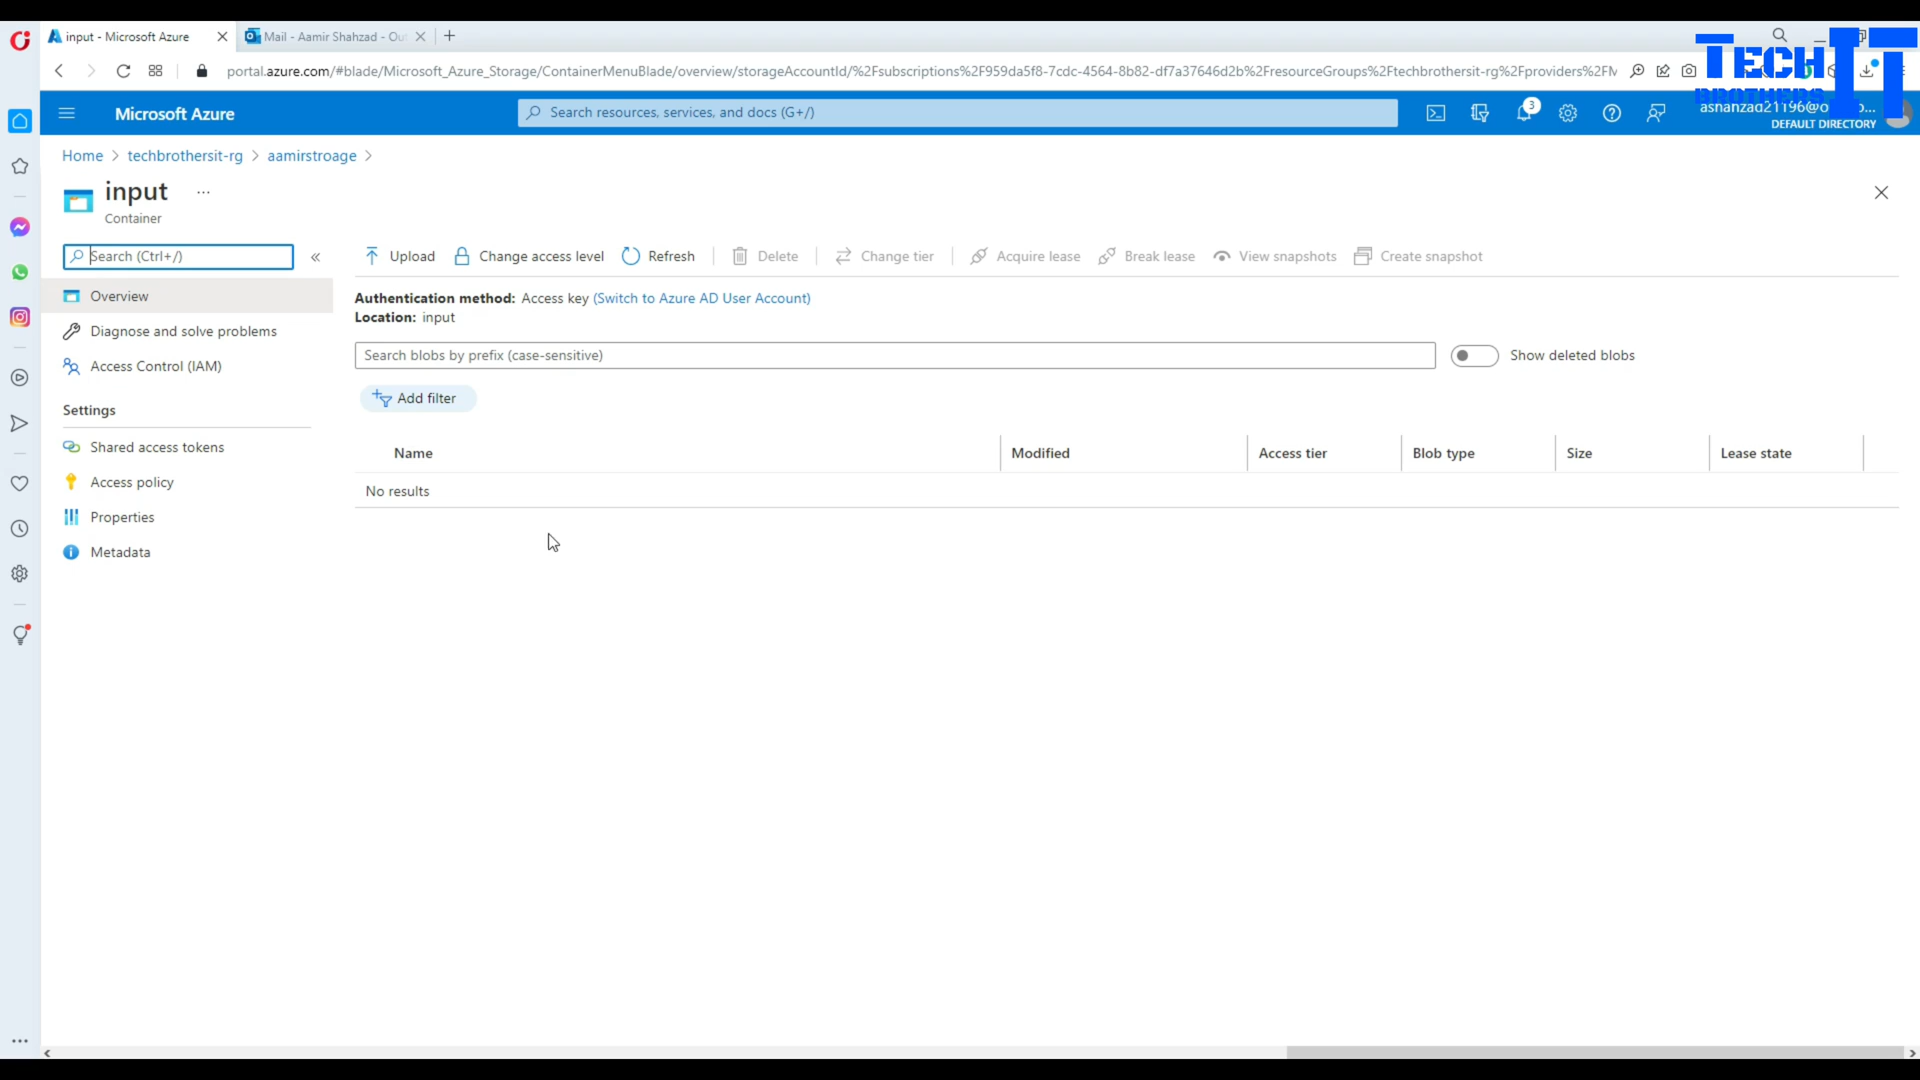 input - Microsoft Azure
Mail - Aamir Shahzad - Ou
portal.azure.com/#blade/Microsoft_Azure_Storage/ContainerMenuBlade/overview/storageAccountId/%2Fsubscriptions%2F959da5f8-7cdc-4564-8b82-df7a37646d2b%2FresourceGroups%2Ftechbrothersit-rg%2Fproviders%2FM
TECH IT
BROTHERS
Microsoft Azure
Search resources, services, and docs (G+/)
3
ashahzad21196@o...
DEFAULT DIRECTORY
Home > techbrothersit-rg > aamirstroage >
input ...
Container
Search (Ctrl+/)
«
Upload
Change access level
Refresh
Delete
Change tier
Acquire lease
Break lease
View snapshots
Create snapshot
Overview
Diagnose and solve problems
Access Control (IAM)
Settings
Shared access tokens
Access policy
Properties
Metadata
Authentication method: Access key (Switch to Azure AD User Account)
Location: input
Search blobs by prefix (case-sensitive)
Show deleted blobs
Add filter
Name
Modified
Access tier
Blob type
Size
Lease state
No results